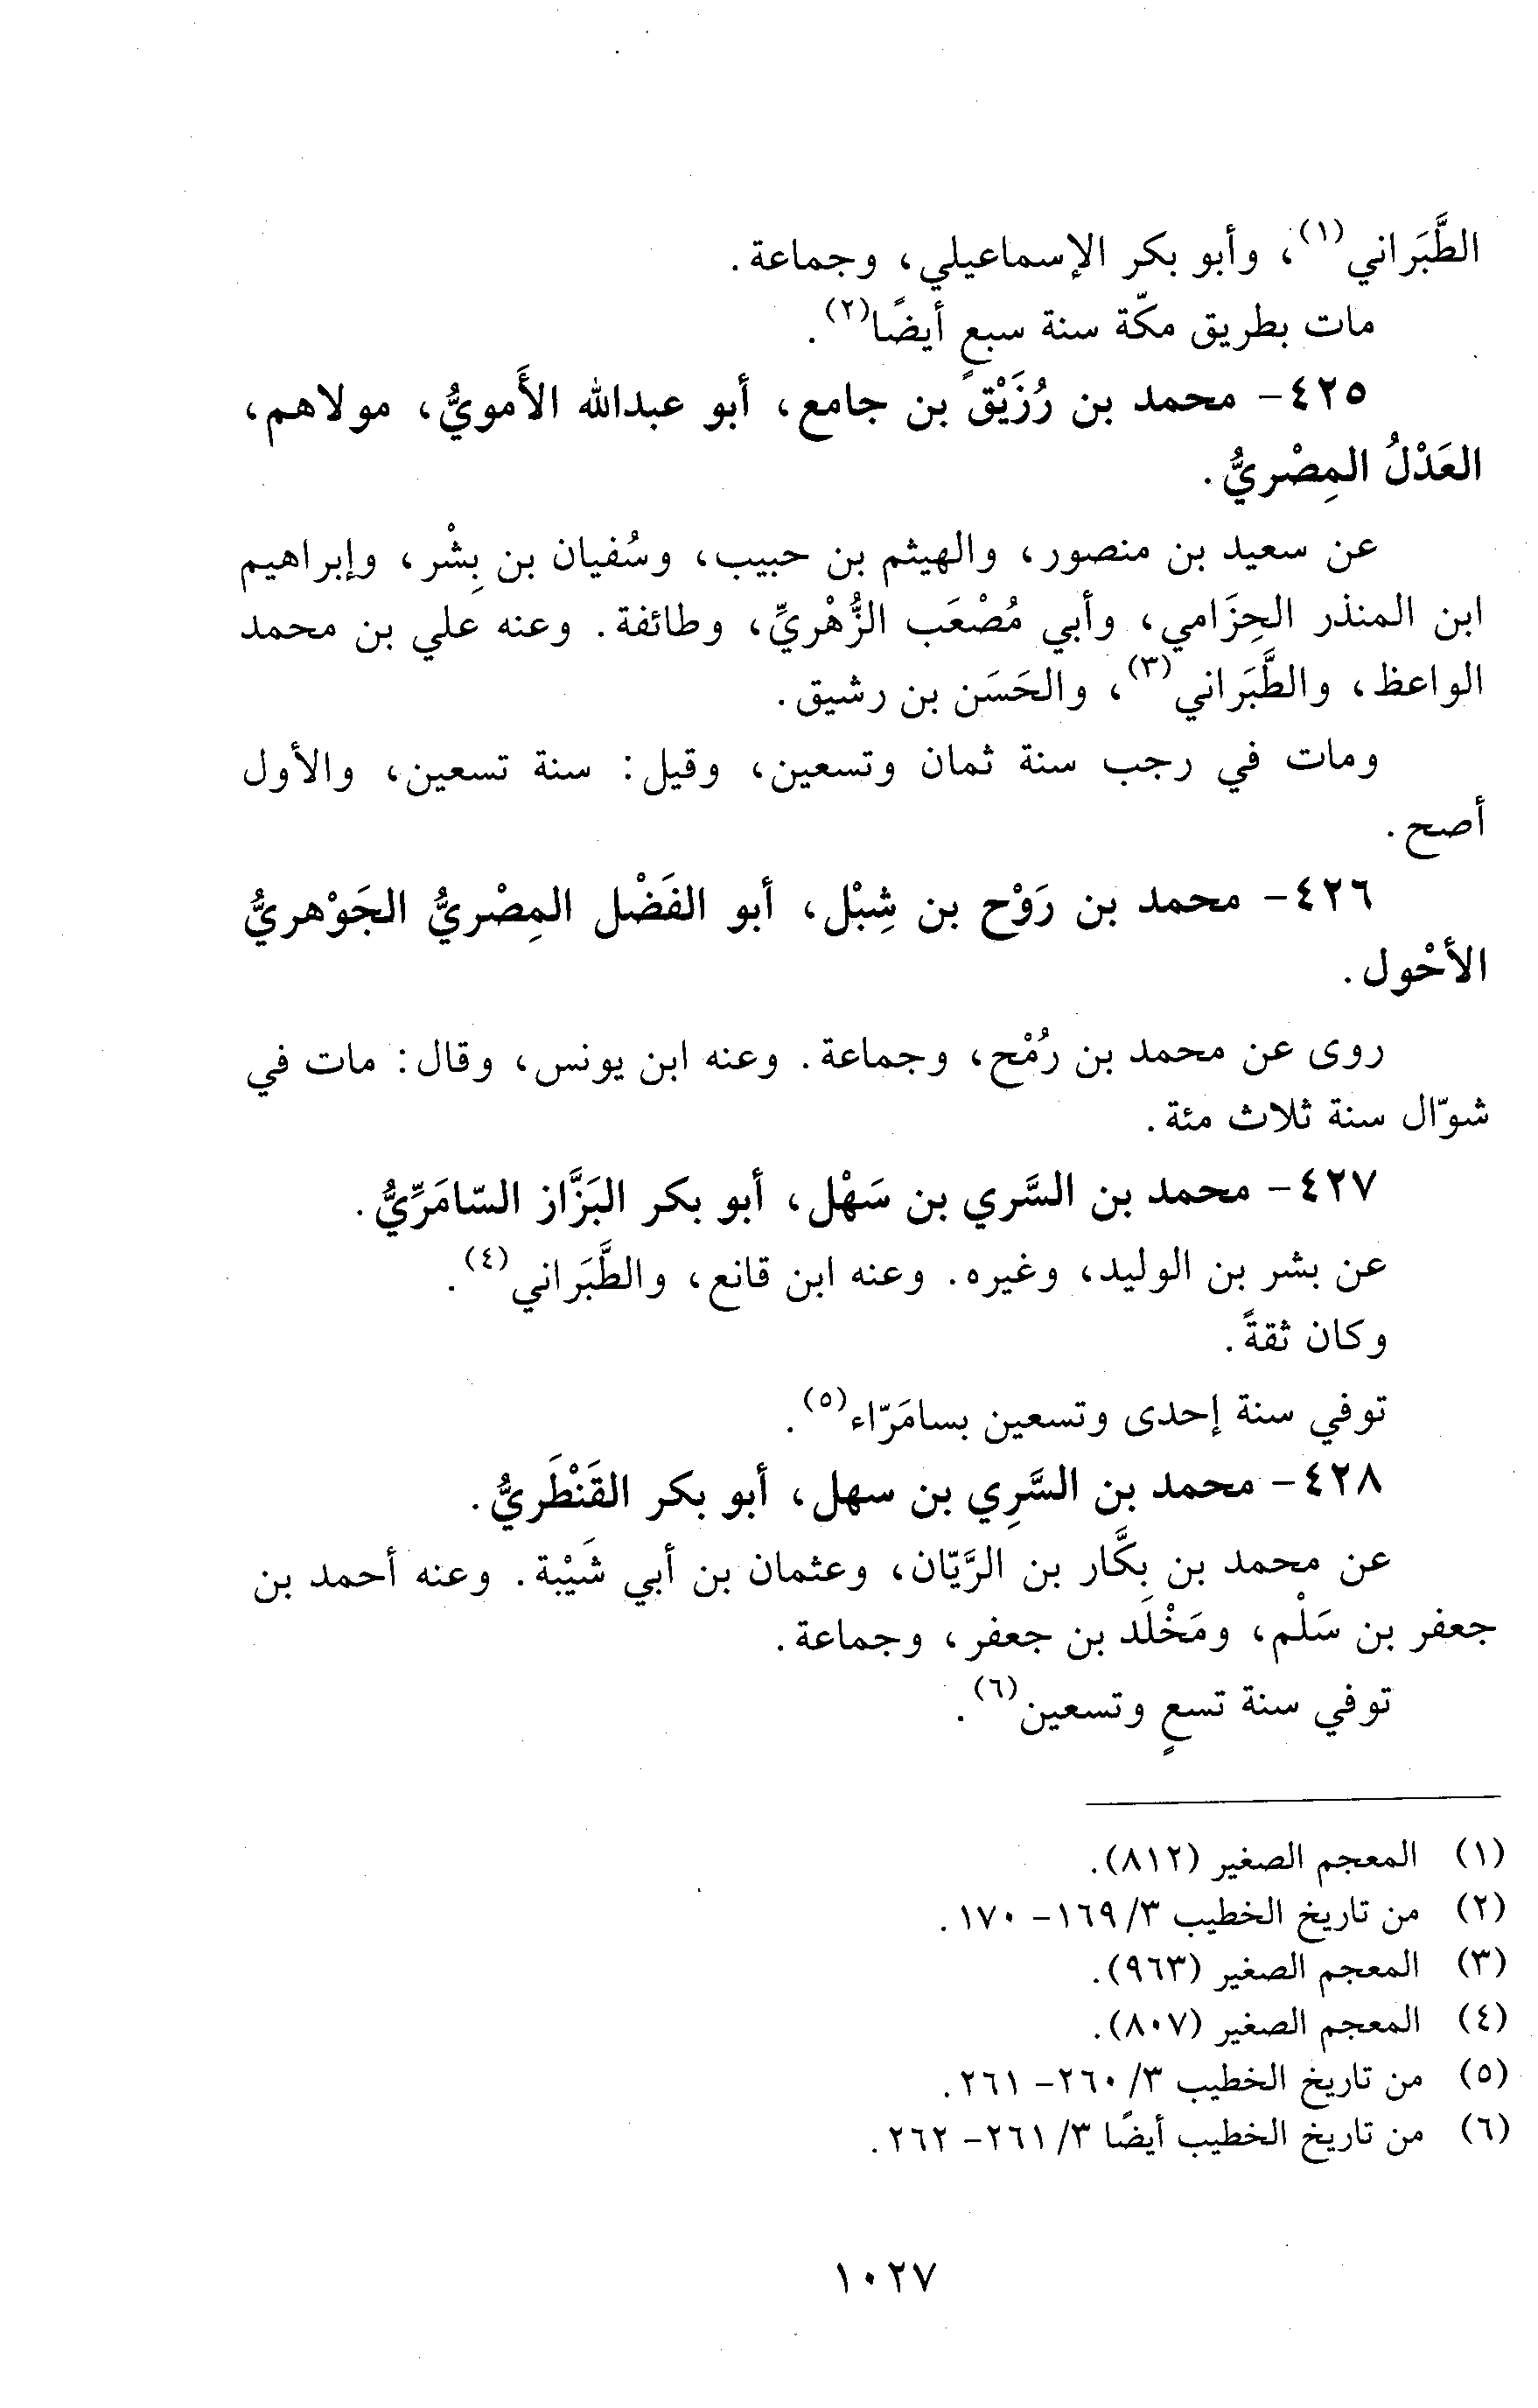 الطَّبَراني(١)، وأبو بكر الإسماعيلي، وجماعة.
مات بطريق مكّة سنة سبعٍ أيضًا(٢).
٤٢٥- محمد بن رُزَيْق بن جامع، أبو عبدالله الأَمويُّ، مولاهم،
العَدْلُ المِصْريُّ.
عن سعيد بن منصور، والهيثم بن حبيب، وسُفيان بن بِشْر، وإبراهيم
ابن المنذر الحِزَامي، وأبي مُصْعَب الزُّهْريِّ، وطائفة. وعنه علي بن محمد
الواعظ، والطَّبَراني(٣)، والحَسَن بن رشيق.
ومات في رجب سنة ثمان وتسعين، وقيل: سنة تسعين، والأول
أصح.
٤٢٦- محمد بن رَوْح بن شِبْل، أبو الفَضْل المِصْريُّ الجَوْهريُّ
الأحْول.
روى عن محمد بن رُمْح، وجماعة. وعنه ابن يونس، وقال: مات في
شوّال سنة ثلاث مئة.
٤٢٧- محمد بن السَّري بن سَهْل، أبو بكر البَزَّاز السّامَرِّيُّ.
عن بشر بن الوليد، وغيره. وعنه ابن قانع، والطَّبَراني(٤).
وكان ثقةً.
توفي سنة إحدى وتسعين بسامَرّاء(٥).
٤٢٨- محمد بن السَّرِي بن سهل، أبو بكر القَنْطَريُّ.
عن محمد بن بكَّار بن الرَّيّان، وعثمان بن أبي شَيْبة. وعنه أحمد بن
جعفر بن سَلْم، ومَخْلَد بن جعفر، وجماعة.
توفي سنة تسعٍ وتسعين(٦).
(١) المعجم الصغير (٨١٢).
(٢) من تاريخ الخطيب ٣/ ١٦٩- ١٧٠.
(٣) المعجم الصغير (٩٦٣).
(٤) المعجم الصغير (٨٠٧).
(٥) من تاريخ الخطيب ٣/ ٢٦٠- ٢٦١.
(٦) من تاريخ الخطيب أيضًا ٣/ ٢٦١- ٢٦٢.
١٠٢٧